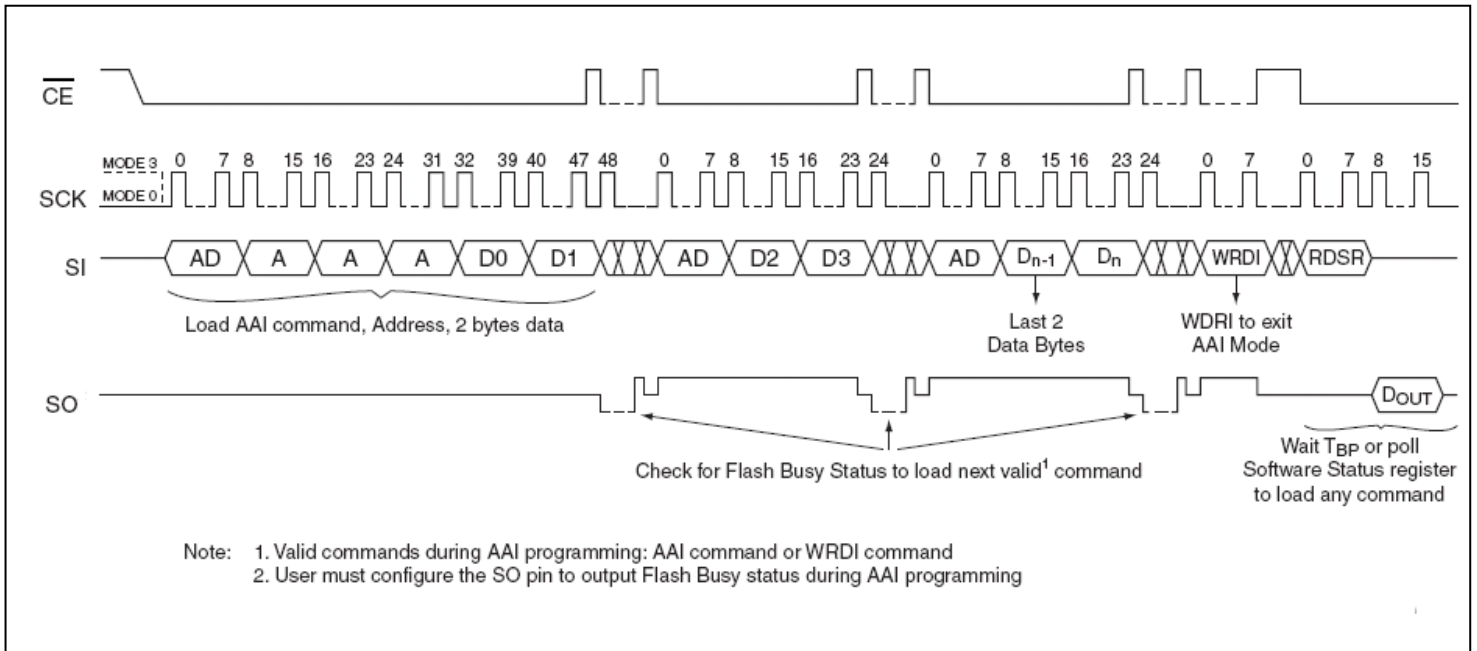 CE
MODE 3 0 7 8 15 16 23 24 31 32 39 40 47 48 0 7 8 15 16 23 24 0 7 8 15 16 23 24 0 7 0 7 8 15
SCK MODE 0
SI AD A A A D0 D1 AD D2 D3 AD Dn-1 Dn WRDI RDSR
Load AAI command, Address, 2 bytes data
Last 2
Data Bytes
WDRI to exit
AAI Mode
SO DOUT
Check for Flash Busy Status to load next valid1 command
Wait TBP or poll
Software Status register
to load any command
Note: 1. Valid commands during AAI programming: AAI command or WRDI command
2. User must configure the SO pin to output Flash Busy status during AAI programming